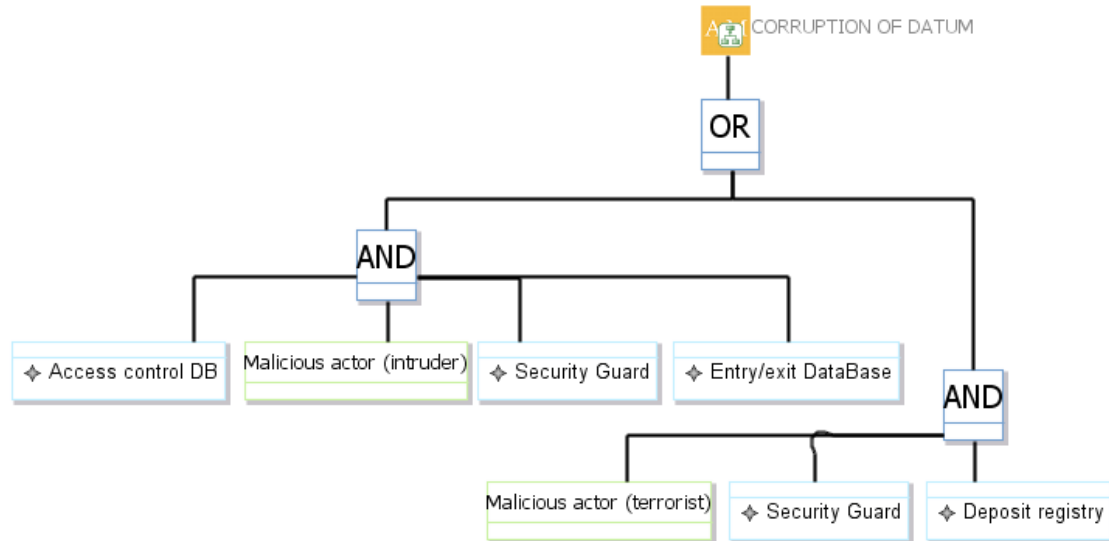 CORRUPTION OF DATUM
OR
AND
Access control DB
Malicious actor (intruder)
Security Guard
Entry/exit DataBase
AND
Malicious actor (terrorist)
Security Guard
Deposit registry